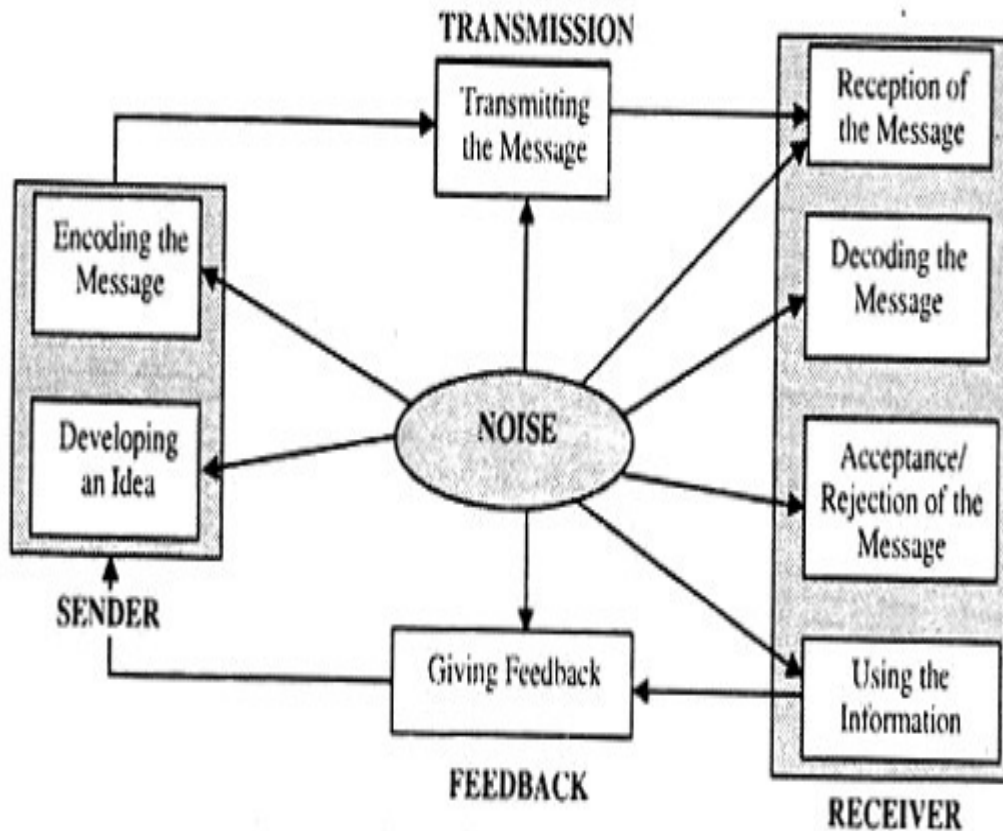 TRANSMISSION
Transmitting
the Message
Reception of
the Message
Encoding the
Message
Decoding the
Message
NOISE
Developing
an Idea
Acceptance/
Rejection of the
Message
SENDER
Giving Feedback
Using the
Information
FEEDBACK
RECEIVER